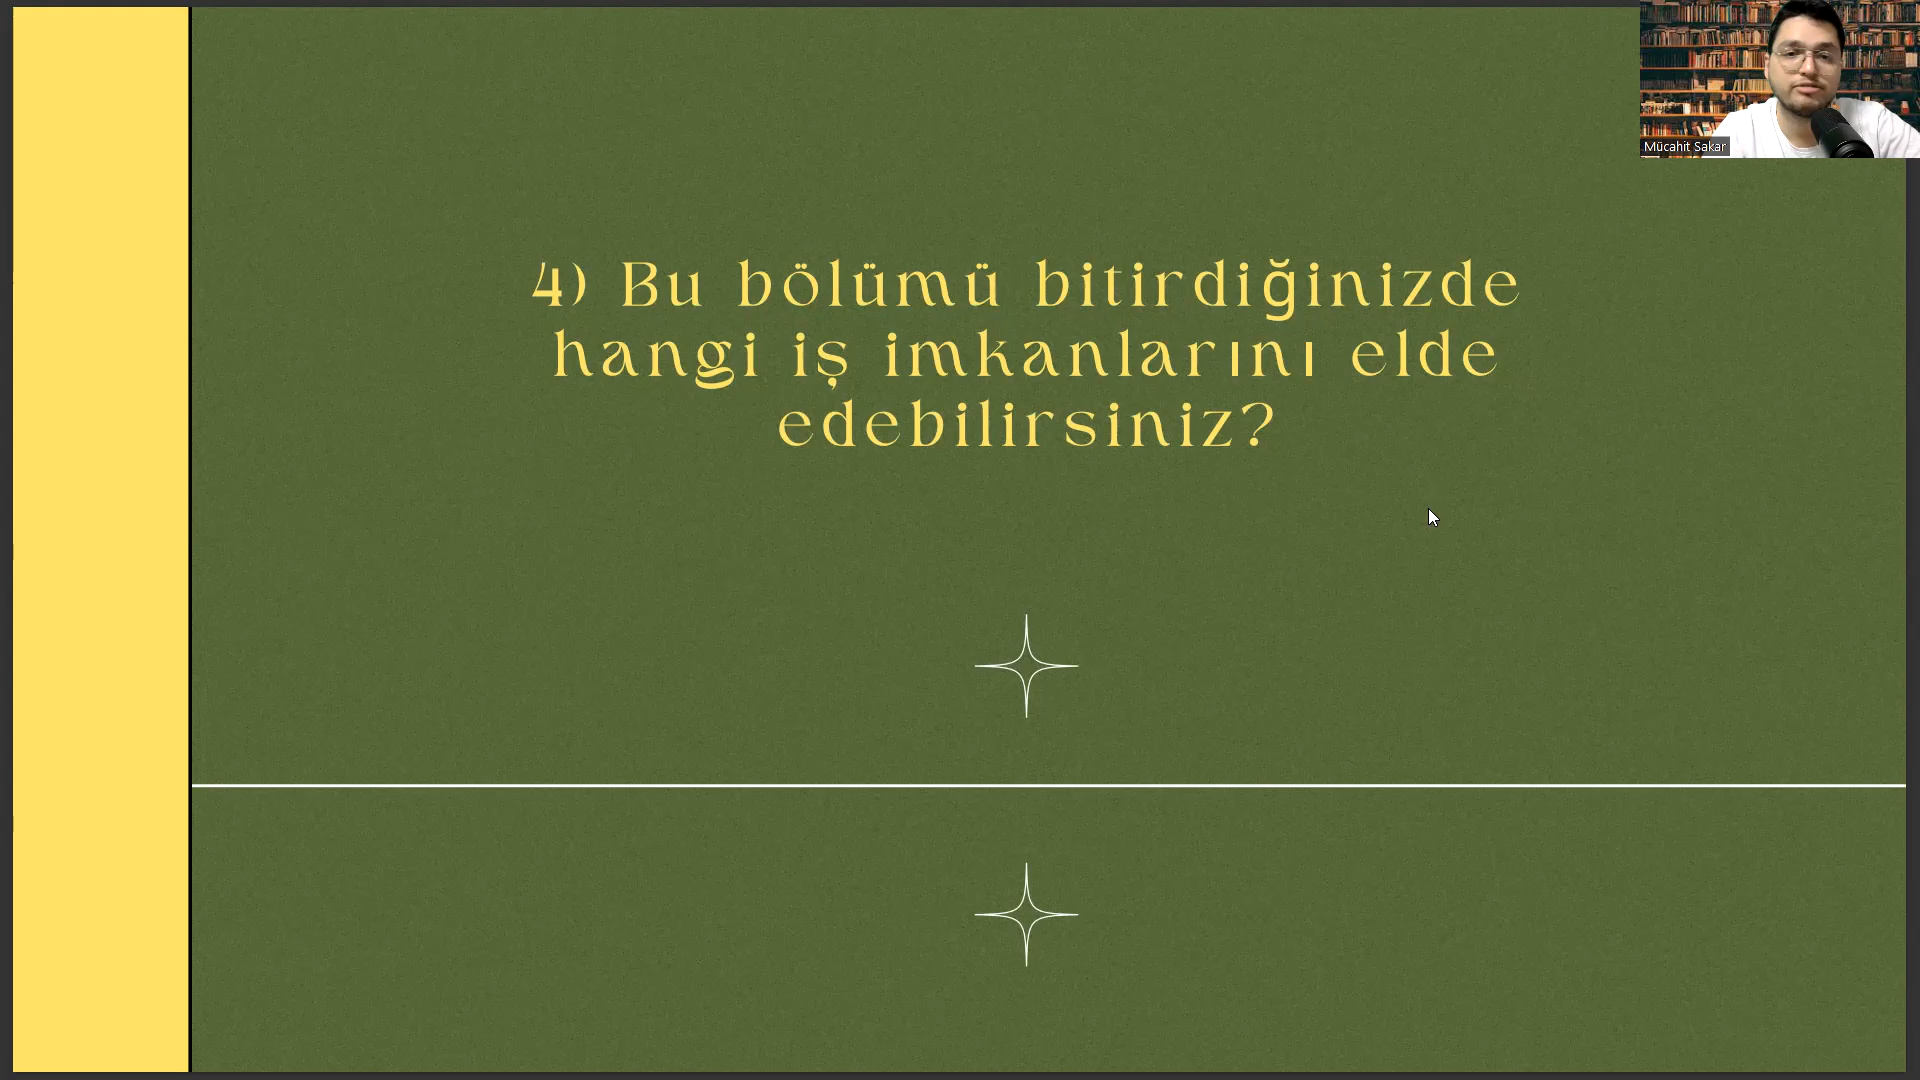 Mücahit Sakar
4) Bu bölümü bitirdiğinizde
hangi iş imkanlarını elde
edebilirsiniz?